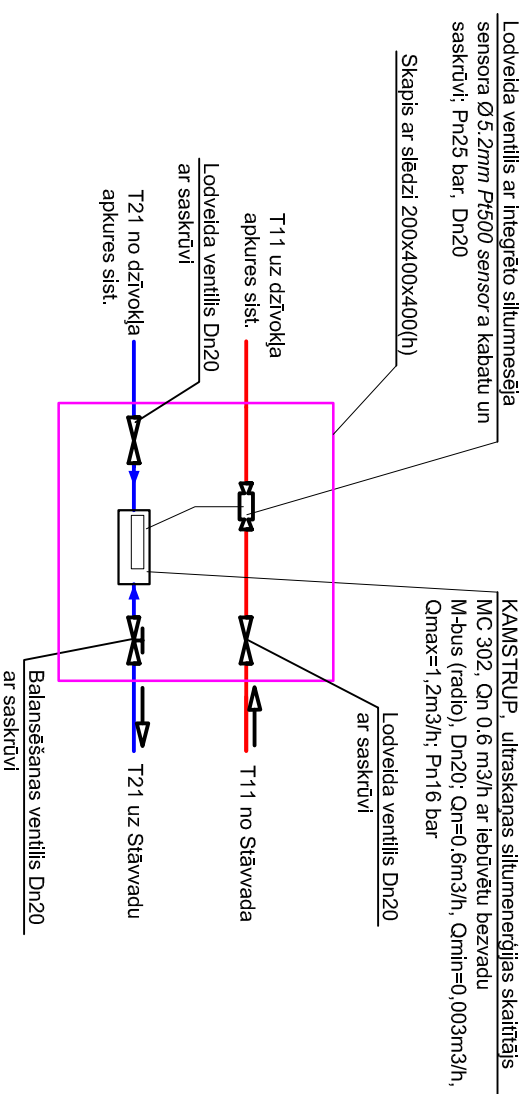 Lodveida ventilis ar integrēto siltumnesēja
sensora Ø5.2mm Pt500 sensora kabatu un
saskrūvi; Pn25 bar, Dn20
Skapis ar slēdzi 200x400x400(h)
T11 uz dzīvokļa
apkures sist.
Lodveida ventilis Dn20
ar saskrūvi
T21 no dzīvokļa
apkures sist.
KAMSTRUP, ultraskaņas siltumenerģijas skaitītājs
MC 302, Qn 0.6 m3/h ar iebūvētu bezvadu
M-bus (radio), Dn20; Qn=0.6m3/h, Qmin=0,003m3/h,
Qmax=1,2m3/h; Pn16 bar
Lodveida ventilis Dn20
ar saskrūvi
T11 no Stāvvada
T21 uz Stāvvadu
Balansēšanas ventilis Dn20
ar saskrūvi